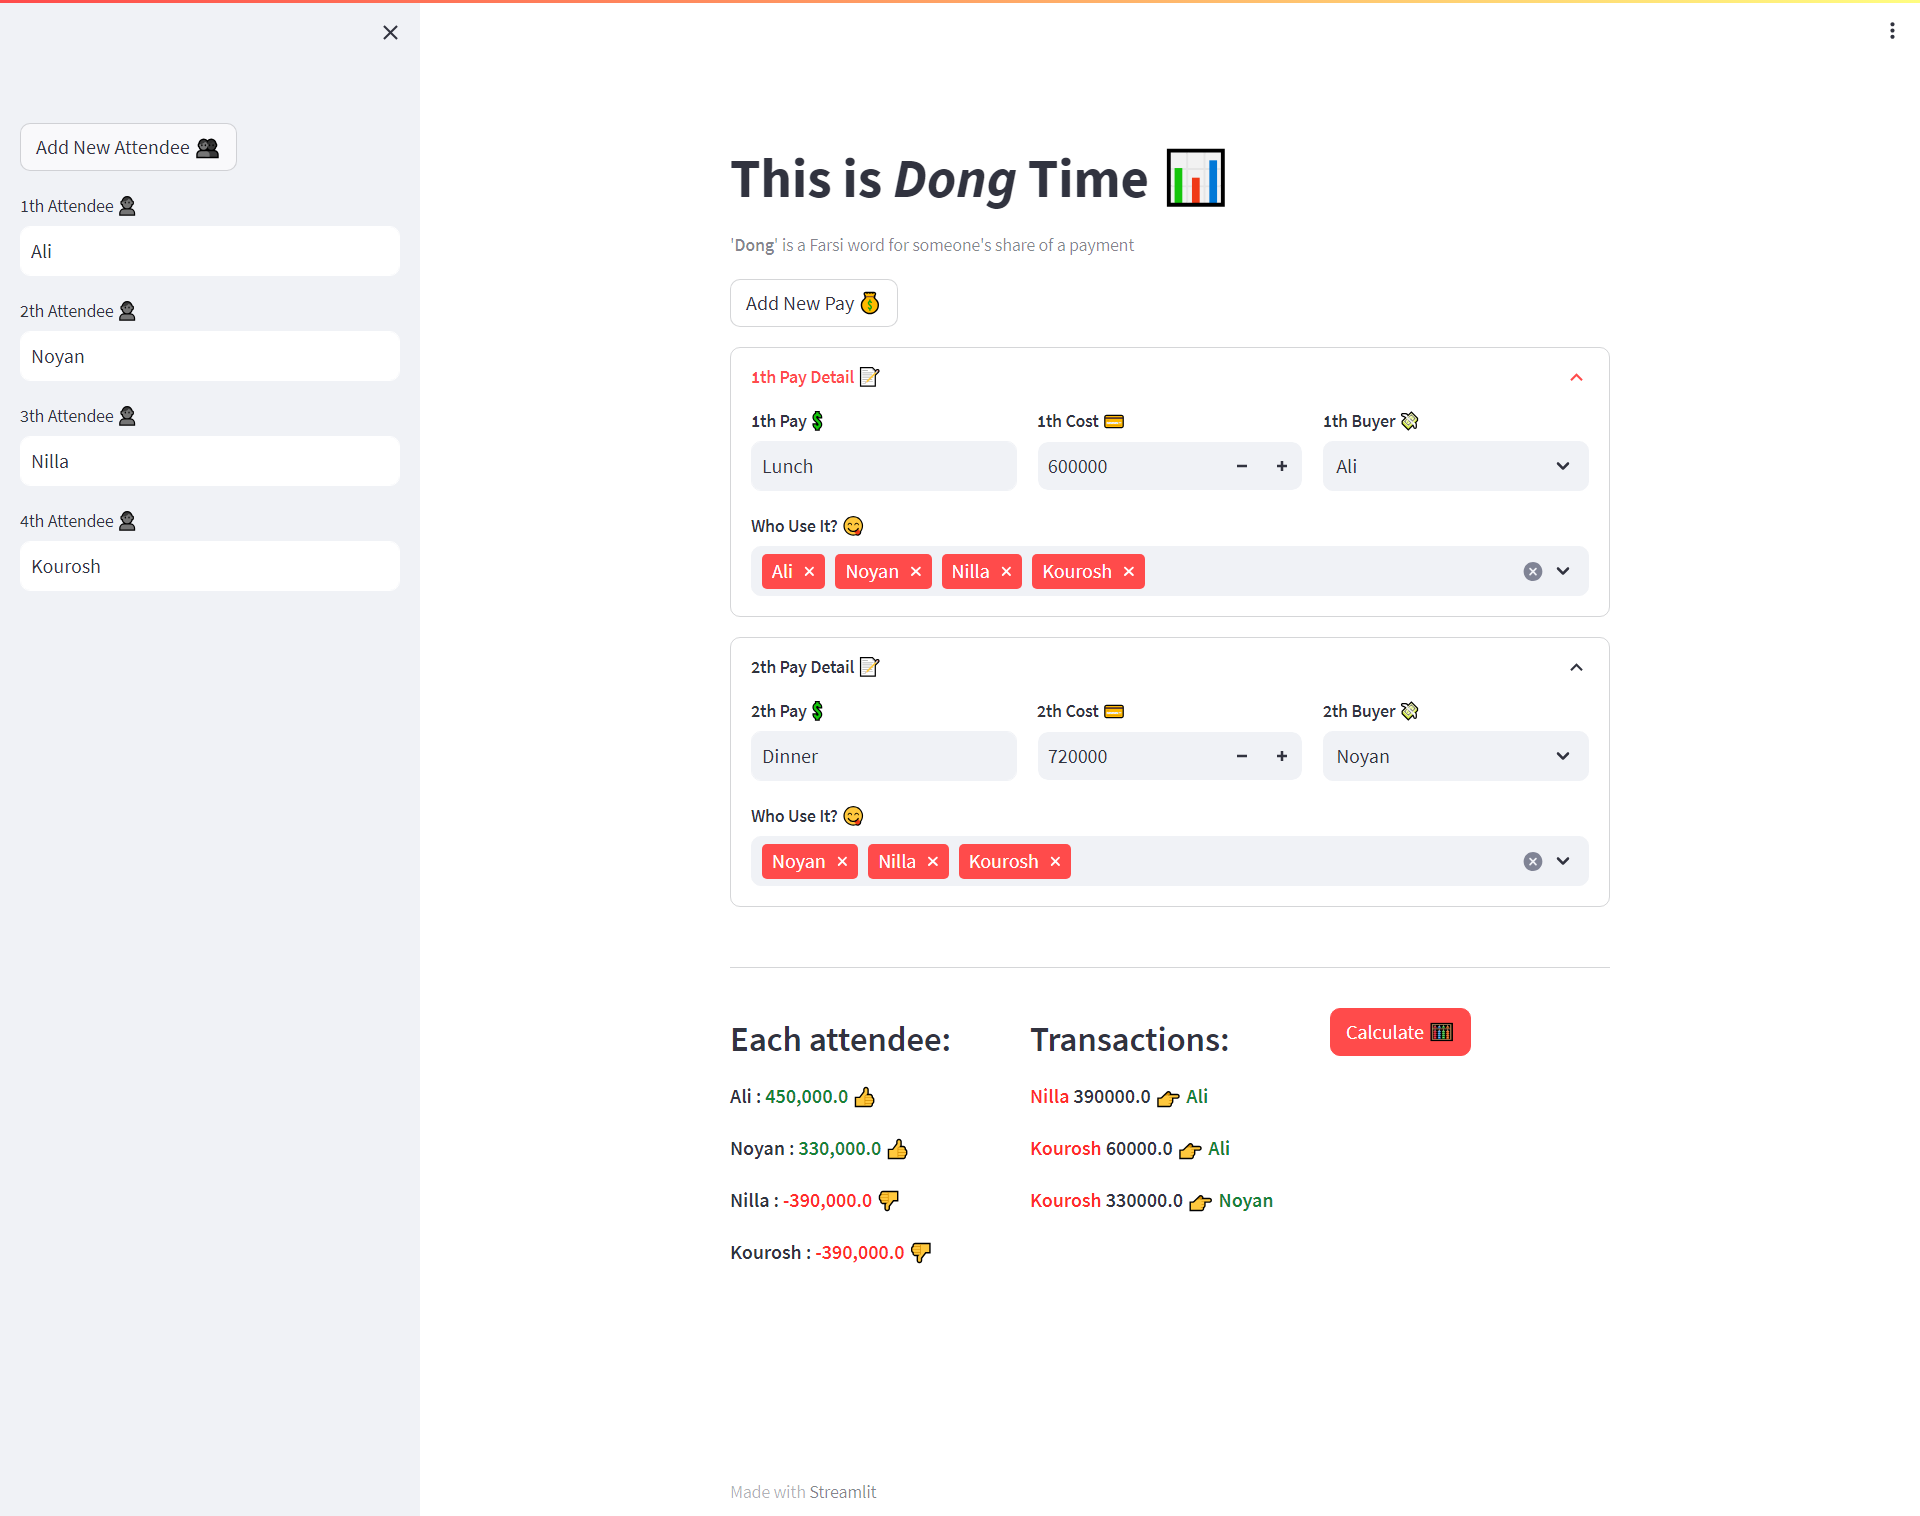 Add New Attendee
1th Attendee
Ali
2th Attendee
Noyan
3th Attendee
Nilla
4th Attendee
Kourosh
This is Dong Time
'Dong' is a Farsi word for someone's share of a payment
Add New Pay
1th Pay Detail
1th Pay 1th Cost 1th Buyer
Lunch 600000 Ali
Who Use It?
Ali Noyan Nilla Kourosh
2th Pay Detail
2th Pay 2th Cost 2th Buyer
Dinner 720000 Noyan
Who Use It?
Noyan Nilla Kourosh
Each attendee:
Ali : 450,000.0
Noyan : 330,000.0
Nilla : -390,000.0
Kourosh : -390,000.0
Transactions:
Nilla 390000.0 Ali
Kourosh 60000.0 Ali
Kourosh 330000.0 Noyan
Calculate
Made with Streamlit